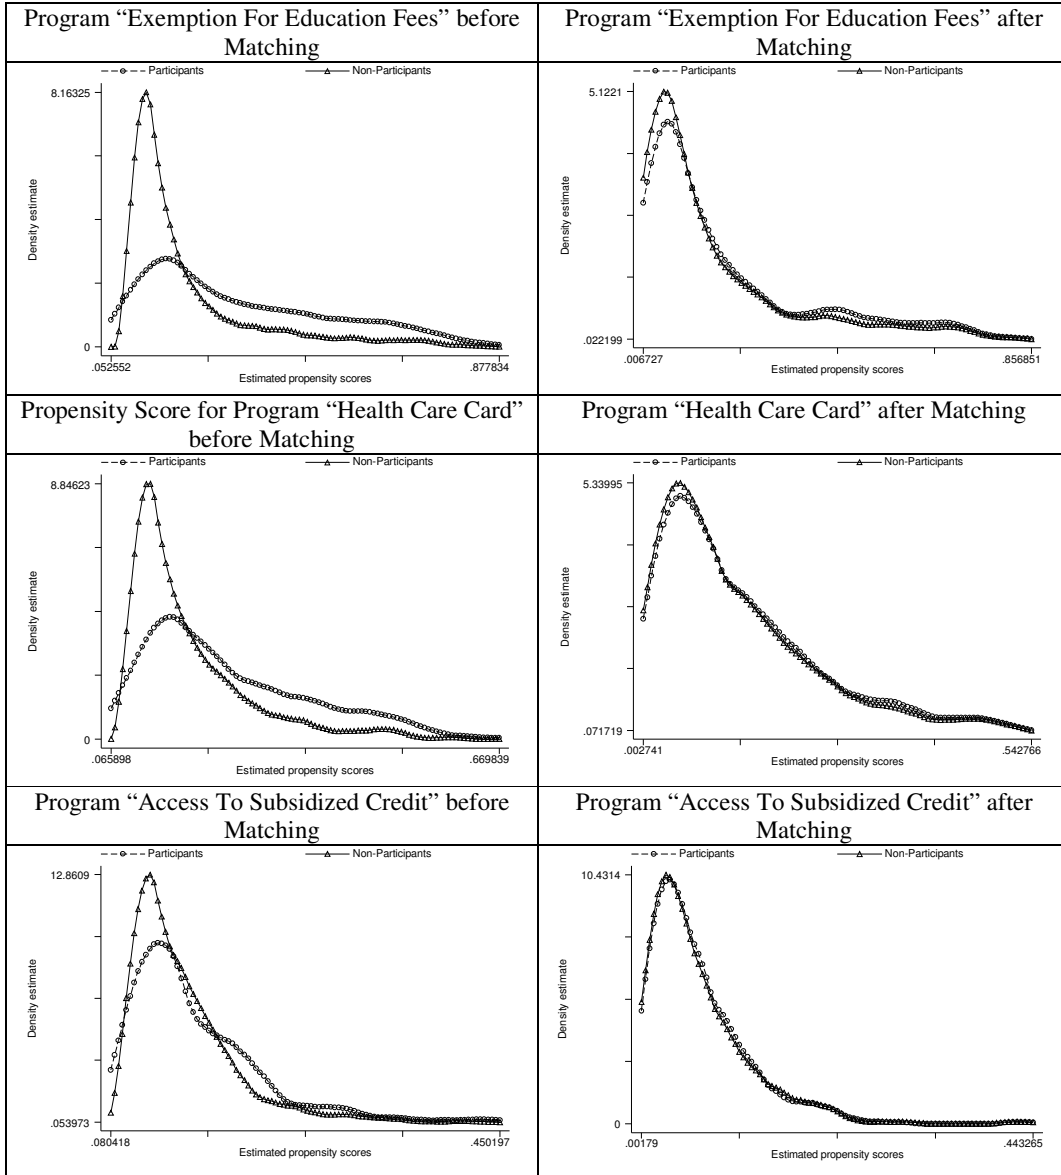 Program “Exemption For Education Fees” before
Matching
Program “Exemption For Education Fees” after
Matching
Participants
Non-Participants
8.16325
Density estimate
0
.052552
.877834
Estimated propensity scores
Participants
Non-Participants
5.1221
Density estimate
.022199
.006727
.856851
Estimated propensity scores
Propensity Score for Program “Health Care Card”
before Matching
Program “Health Care Card” after Matching
Participants
Non-Participants
8.84623
Density estimate
0
.065898
.669839
Estimated propensity scores
Participants
Non-Participants
5.33995
Density estimate
.071719
.002741
.542766
Estimated propensity scores
Program “Access To Subsidized Credit” before
Matching
Program “Access To Subsidized Credit” after
Matching
Participants
Non-Participants
12.8609
Density estimate
.053973
.080418
.450197
Estimated propensity scores
Participants
Non-Participants
10.4314
Density estimate
0
.00179
.443265
Estimated propensity scores